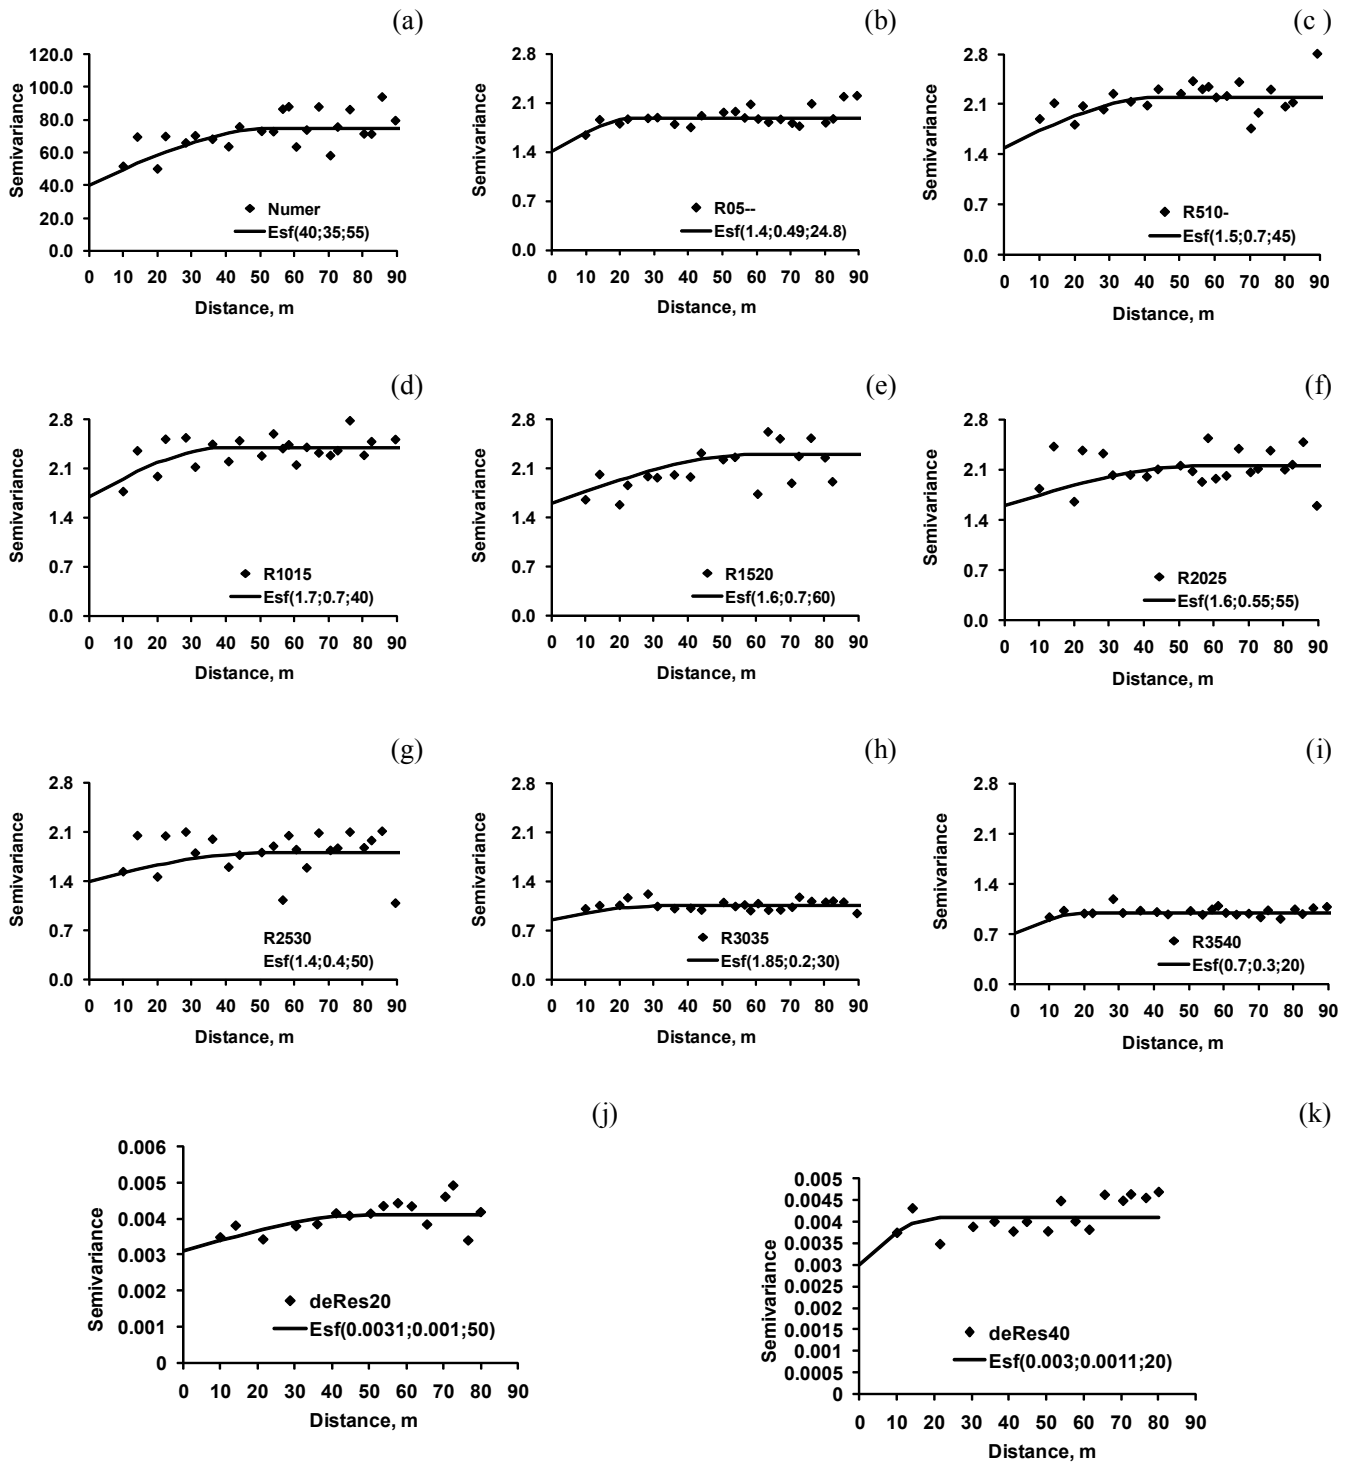 (a)
120.0
100.0
80.0
60.0
40.0
20.0
0.0
Semivariance
Numer
Esf(40;35;55)
0 10 20 30 40 50 60 70 80 90
Distance, m
(b)
2.8
2.1
1.4
0.7
0.0
Semivariance
R05--
Esf(1.4;0.49;24.8)
0 10 20 30 40 50 60 70 80 90
Distance, m
(c )
2.8
2.1
1.4
0.7
0.0
Semivariance
R510-
Esf(1.5;0.7;45)
0 10 20 30 40 50 60 70 80 90
Distance, m
(d)
2.8
2.1
1.4
0.7
0.0
Semivariance
R1015
Esf(1.7;0.7;40)
0 10 20 30 40 50 60 70 80 90
Distance, m
(e)
2.8
2.1
1.4
0.7
0.0
Semivariance
R1520
Esf(1.6;0.7;60)
0 10 20 30 40 50 60 70 80 90
Distance, m
(f)
2.8
2.1
1.4
0.7
0.0
Semivariance
R2025
Esf(1.6;0.55;55)
0 10 20 30 40 50 60 70 80 90
Distance, m
(g)
2.8
2.1
1.4
0.7
0.0
Semivariance
R2530
Esf(1.4;0.4;50)
0 10 20 30 40 50 60 70 80 90
Distance, m
(h)
2.8
2.1
1.4
0.7
0.0
Semivariance
R3035
Esf(1.85;0.2;30)
0 10 20 30 40 50 60 70 80 90
Distance, m
(i)
2.8
2.1
1.4
0.7
0.0
Semivariance
R3540
Esf(0.7;0.3;20)
0 10 20 30 40 50 60 70 80 90
Distance, m
(j)
0.006
0.005
0.004
0.003
0.002
0.001
0
Semivariance
deRes20
Esf(0.0031;0.001;50)
0 10 20 30 40 50 60 70 80 90
Distance, m
(k)
0.005
0.0045
0.004
0.0035
0.003
0.0025
0.002
0.0015
0.001
0.0005
0
Semivariance
deRes40
Esf(0.003;0.0011;20)
0 10 20 30 40 50 60 70 80 90
Distance, m